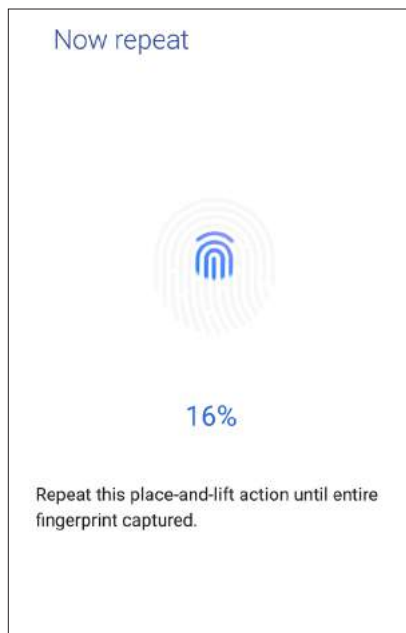 Now repeat
16%
Repeat this place-and-lift action until entire
fingerprint captured.